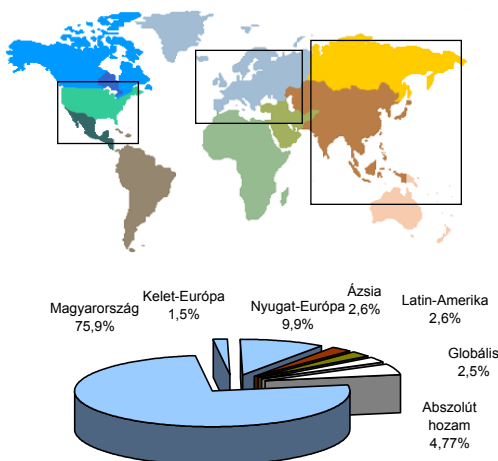 Magyarország
75,9%
Kelet-Európa
1,5%
Nyugat-Európa
9,9%
Ázsia
2,6%
Latin-Amerika
2,6%
Globális
2,5%
Abszolút
hozam
4,77%